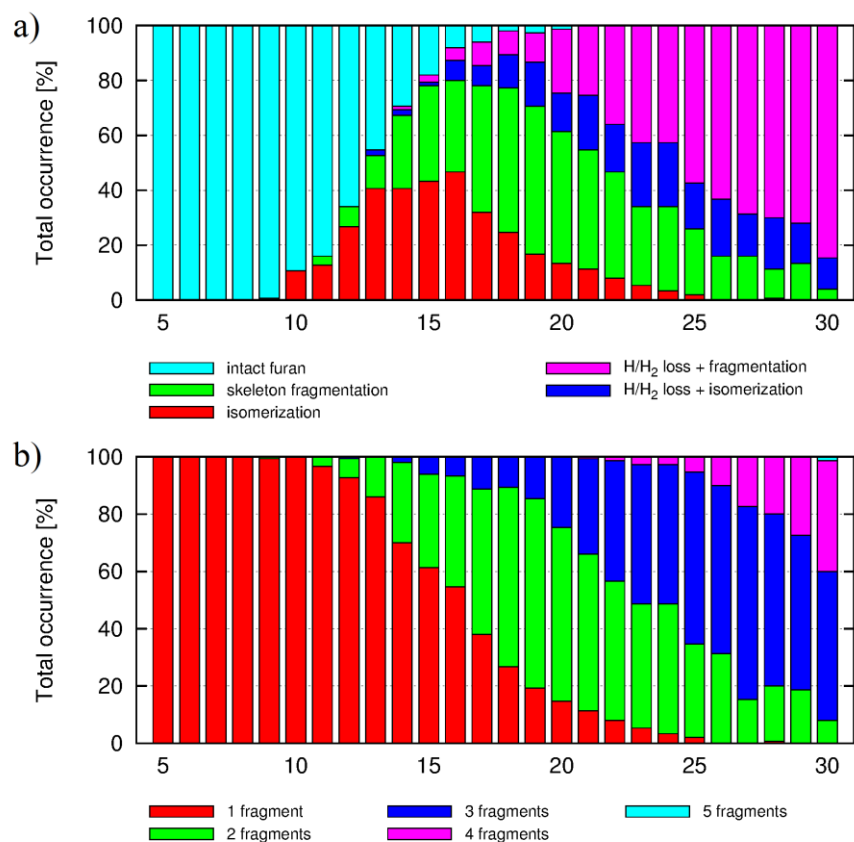 a)
Total occurrence [%]
100
80
60
40
20
0
5 10 15 20 25 30
intact furan
skeleton fragmentation
isomerization
H/H₂ loss + fragmentation
H/H₂ loss + isomerization
b)
Total occurrence [%]
100
80
60
40
20
0
5 10 15 20 25 30
1 fragment
2 fragments
3 fragments
4 fragments
5 fragments